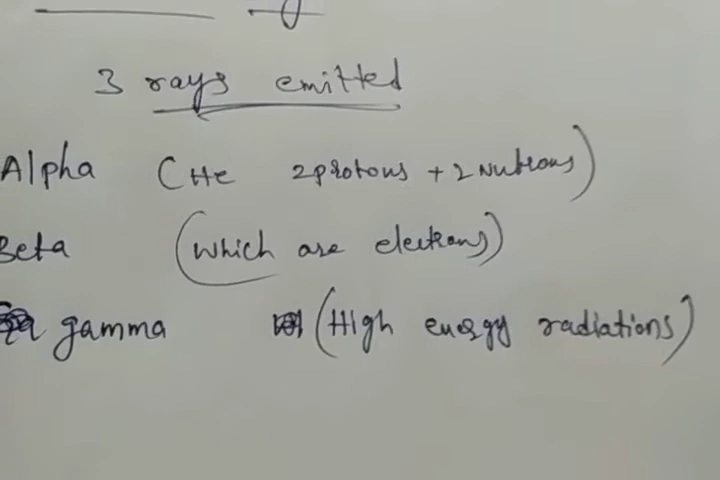 3 rays emitted
Alpha (He 2protons + 2 Nutrons)
Beta (which are electrons)
gamma (High energy radiations)